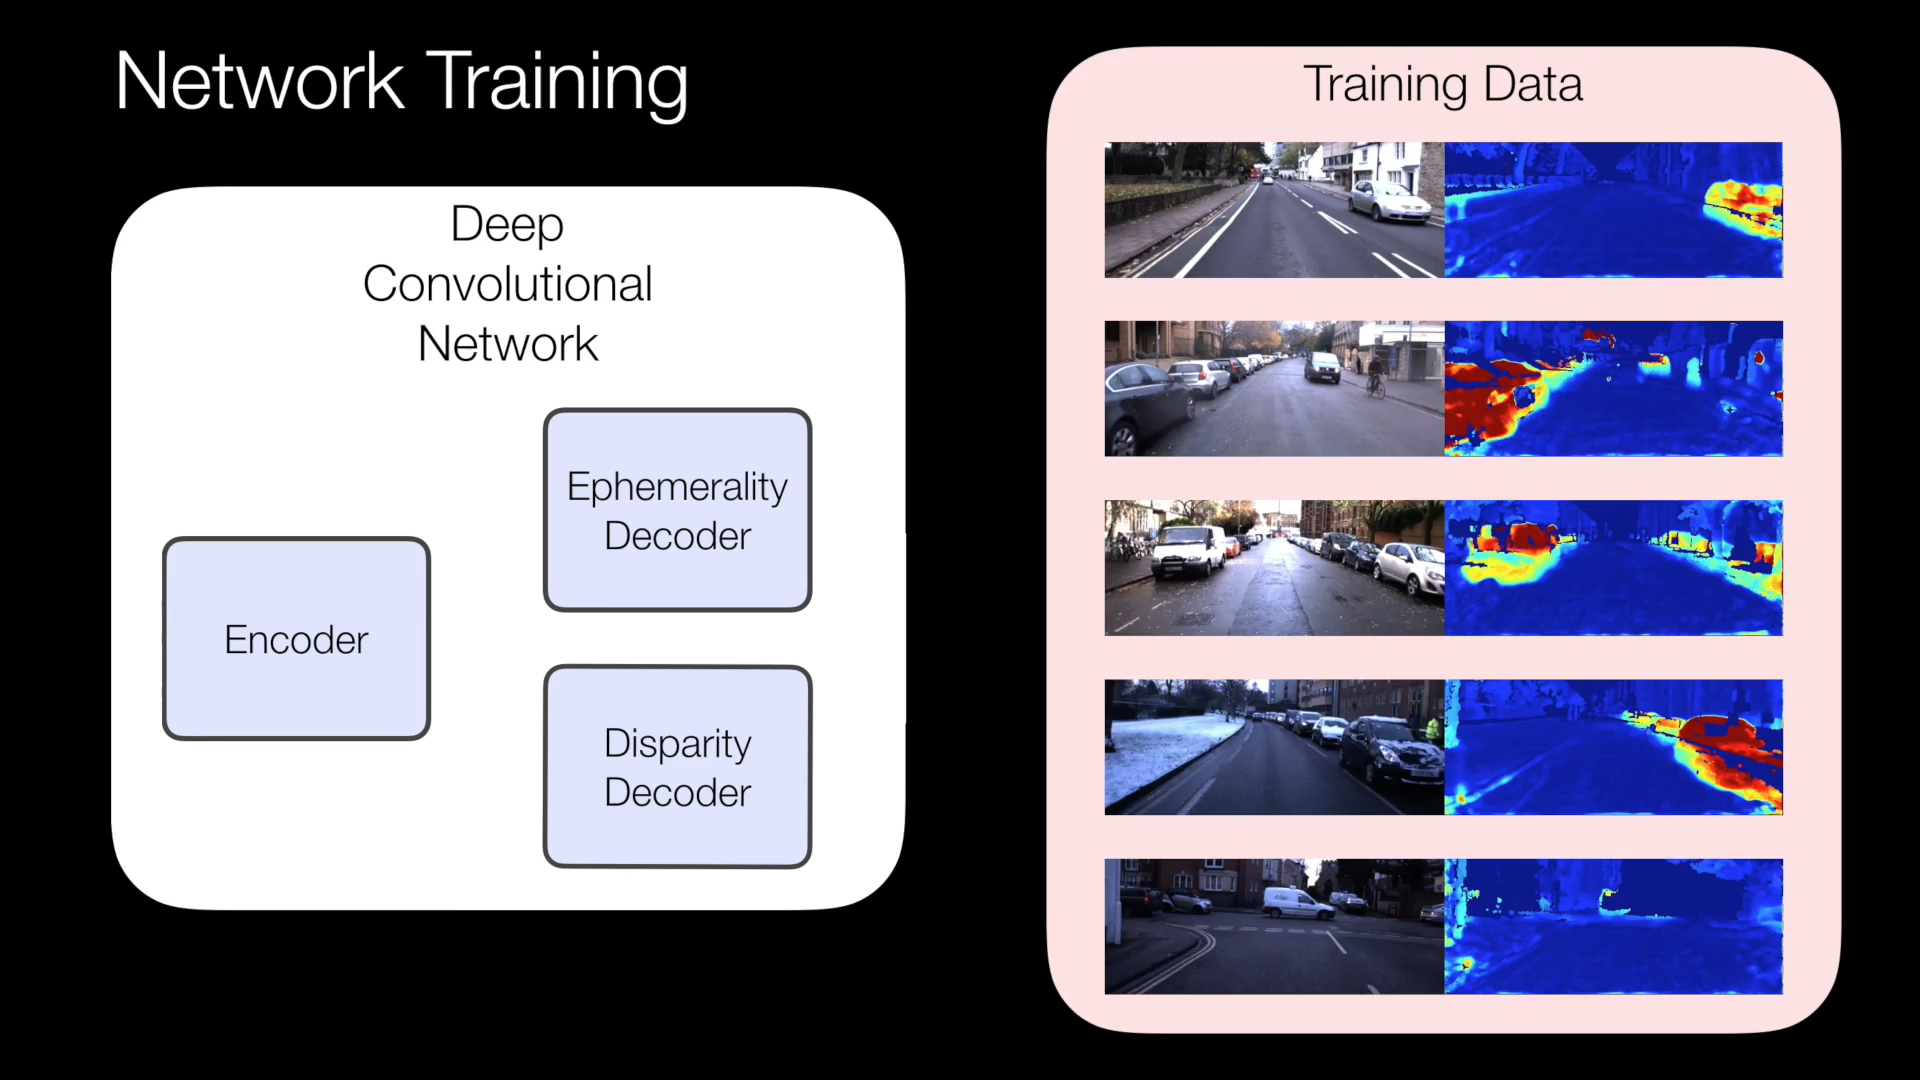 Network Training
Deep
Convolutional
Network
Encoder
Ephemerality
Decoder
Disparity
Decoder
Training Data